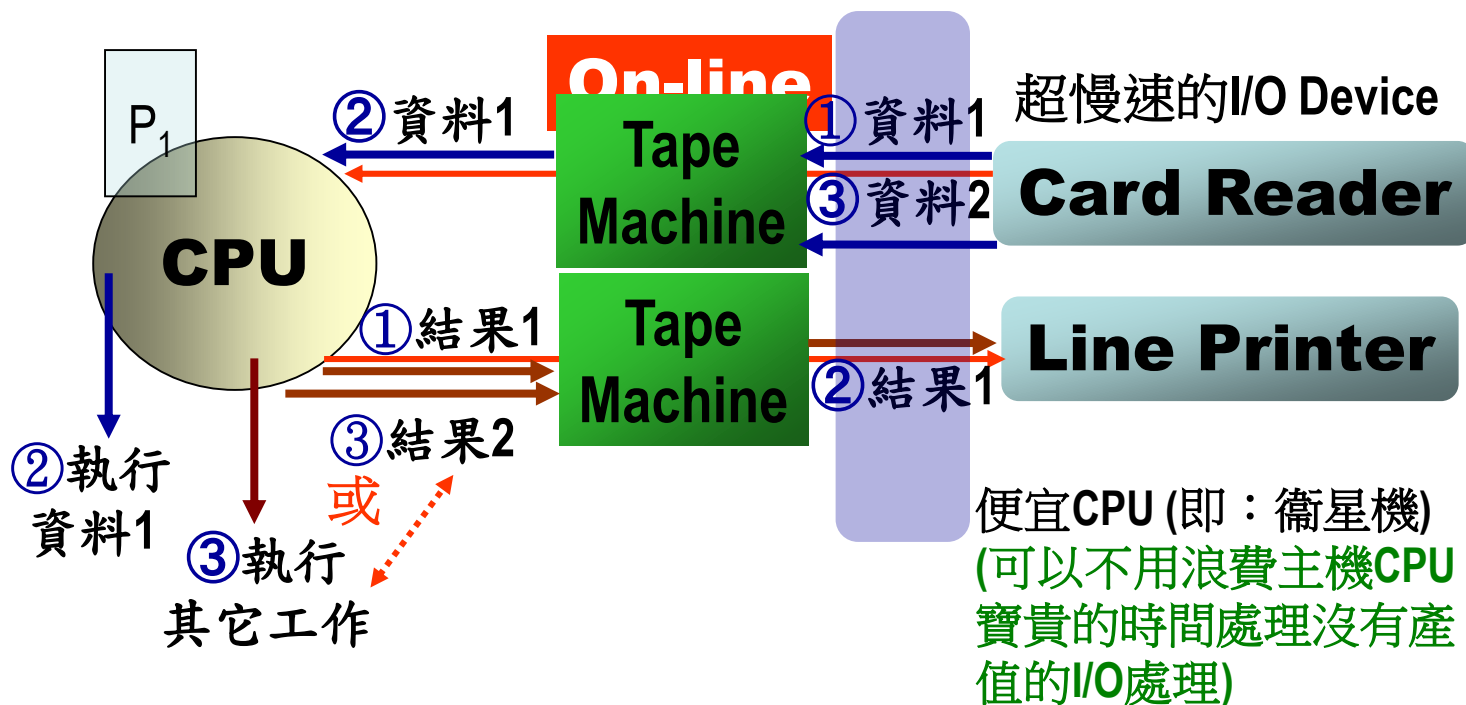 On-line
P1
CPU
②資料1
Tape
Machine
①資料1
③資料2
超慢速的I/O Device
Card Reader
①結果1
Tape
Machine
②結果1
Line Printer
③結果2
或
②執行
資料1
③執行
其它工作
便宜CPU (即：衞星機)
(可以不用浪費主機CPU
寶貴的時間處理沒有產
值的I/O處理)